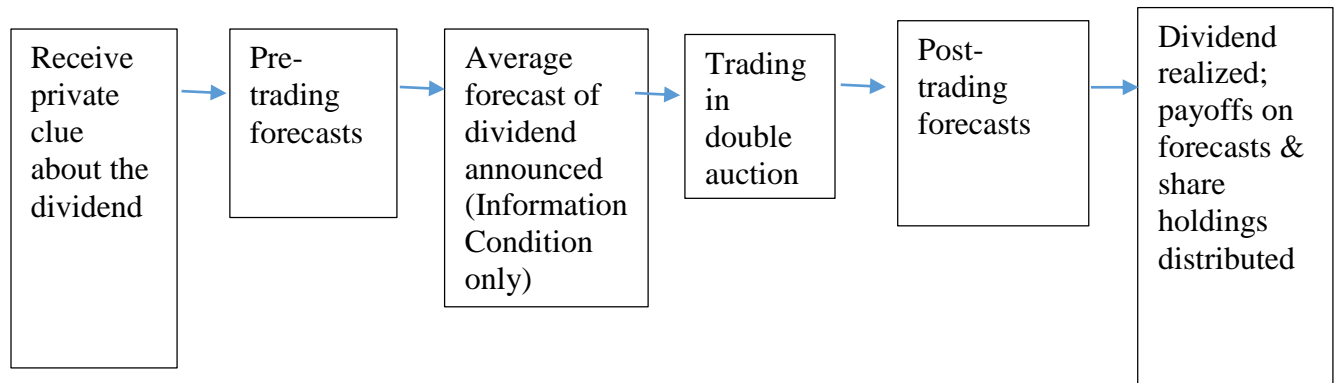 Receive
private
clue
about the
dividend
Pre-
trading
forecasts
Average
forecast of
dividend
announced
(Information
Condition
only)
Trading
in
double
auction
Post-
trading
forecasts
Dividend
realized;
payoffs on
forecasts &
share
holdings
distributed